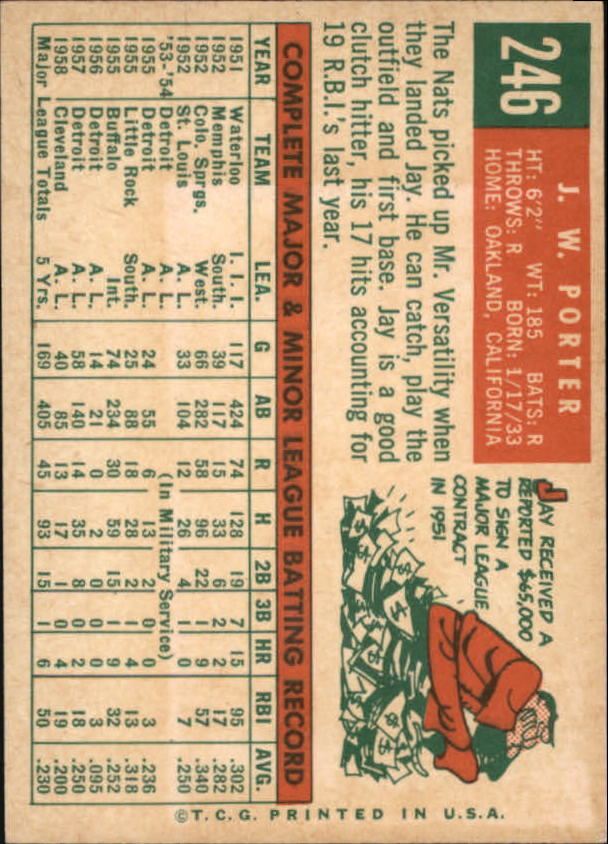 246
J. W. PORTER
HT: 6'2" WT: 185 BATS: R
THROWS: R BORN: 1/17/33
HOME: OAKLAND, CALIFORNIA
The Nats picked up Mr. Versatility when
they landed Jay. He can catch, play the
outfield and first base. Jay is a good
clutch hitter, his 17 hits accounting for
19 R.B.I.'s last year.
JAY RECEIVED A
REPORTED $65,000
TO SIGN A
MAJOR LEAGUE
CONTRACT
IN 1951
COMPLETE MAJOR & MINOR LEAGUE BATTING RECORD
YEAR TEAM LEA. G AB R H 2B 3B HR RBI AVG.
1951 Waterloo I. I. I. 117 424 74 128 19 7 15 95 .302
1952 Memphis South. 39 117 15 33 6 2 2 17 .282
1952 Colo. Sprgs. West. 66 282 58 96 22 1 9 57 .340
1952 St. Louis A. L. 33 104 12 26 4 1 0 7 .250
'53-'54 Detroit A. L. (In Military Service)
1955 Detroit A. L. 24 55 6 13 2 0 0 3 .236
1955 Little Rock South. 25 88 18 28 2 1 4 13 .318
1955 Buffalo Int. 74 234 30 59 15 1 9 32 .252
1956 Detroit A. L. 14 21 0 2 0 0 0 3 .095
1957 Detroit A. L. 58 140 14 35 8 0 2 18 .250
1958 Cleveland A. L. 40 85 13 17 1 0 4 19 .200
Major League Totals 5 Yrs. 169 405 45 93 15 1 6 50 .230
©T.C.G. PRINTED IN U.S.A.